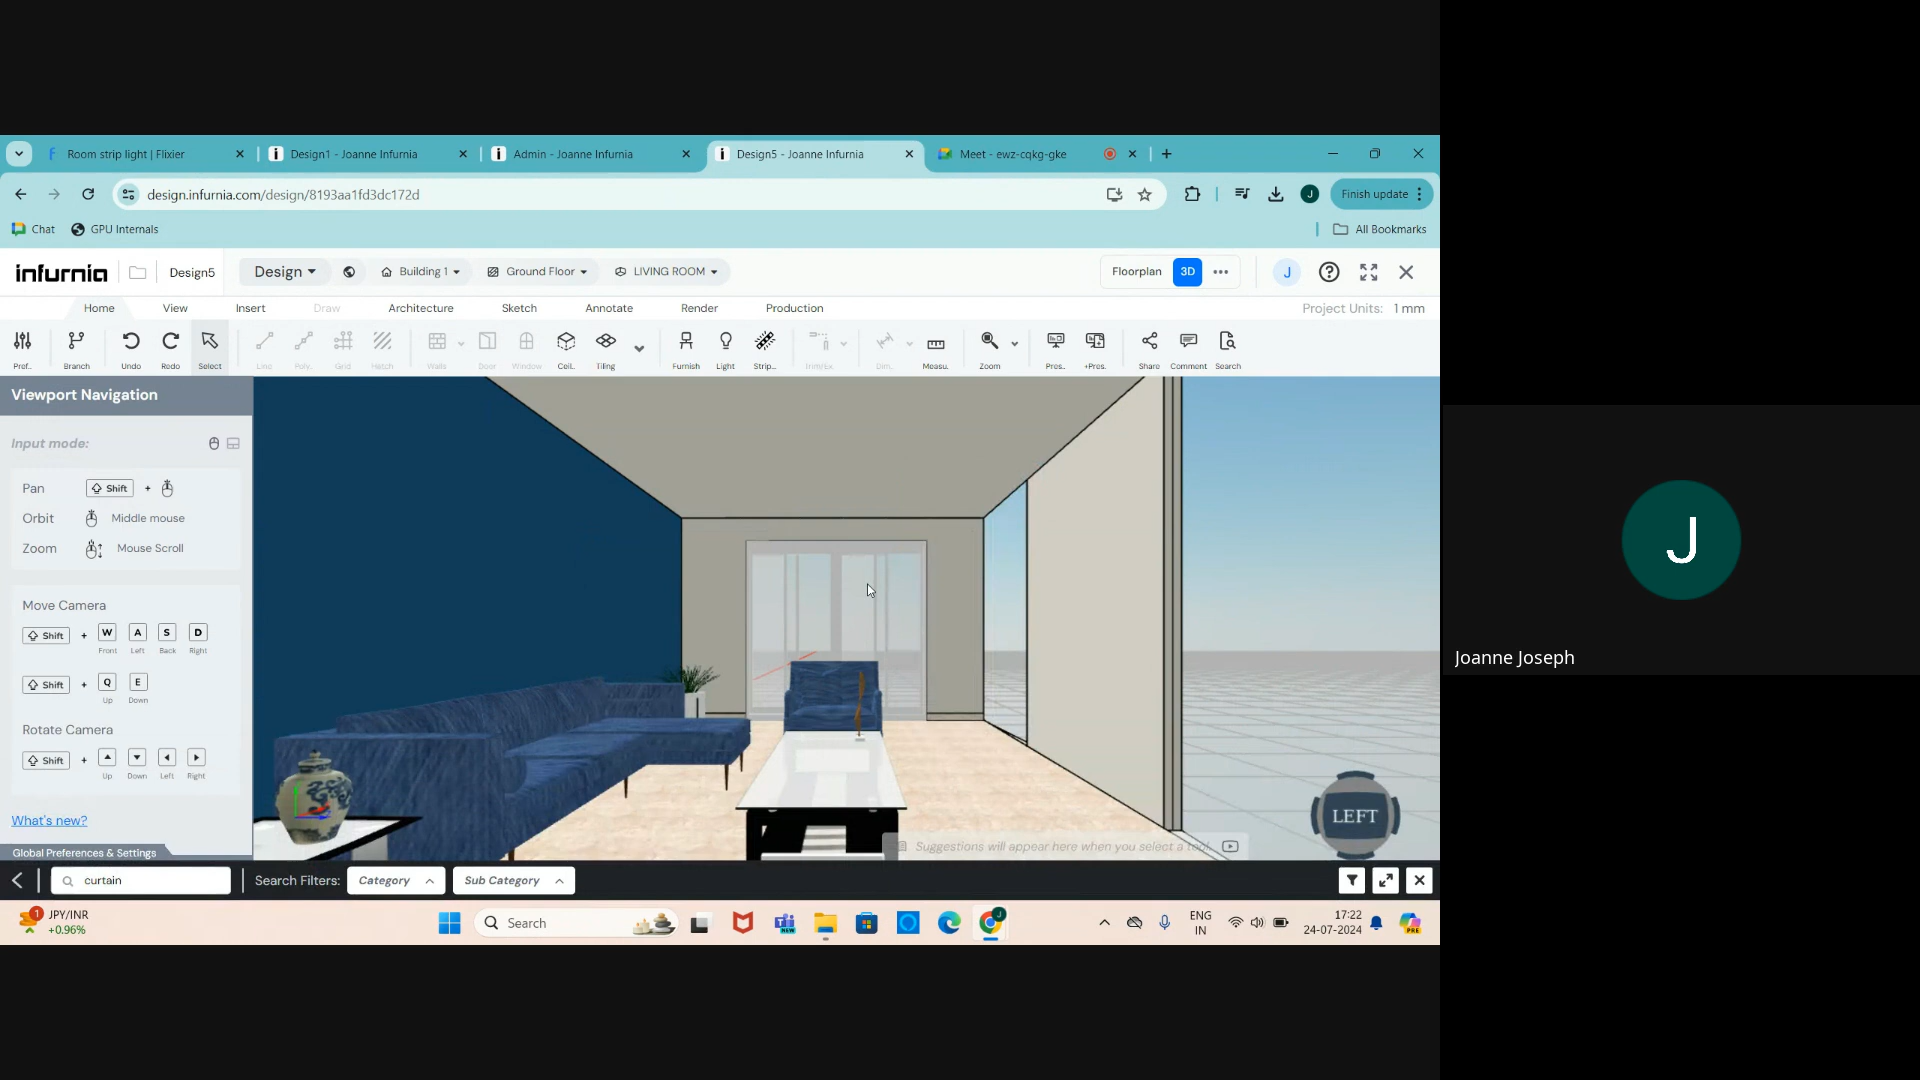 Room strip light | Flixier
Design1 - Joanne Infurnia
Admin - Joanne Infurnia
Design5 - Joanne Infurnia
Meet - ewz-cqkg-gke
design.infurnia.com/design/8193aa1fd3dc172d
J
Finish update
Chat
GPU Internals
All Bookmarks
infurnia
Design5
Design
Building 1
Ground Floor
LIVING ROOM
Floorplan
3D
J
Home
View
Insert
Draw
Architecture
Sketch
Annotate
Render
Production
Project Units: 1 mm
Pref..
Branch
Undo
Redo
Select
Line
Poly..
Grid
Hatch
Walls
Door
Window
Ceil..
Tiling
Furnish
Light
Strip...
Trim/Ex.
Dim..
Measu.
Zoom
Pres..
+Pres.
Share
Comment
Search
Viewport Navigation
Input mode:
Pan
Shift +
Orbit
Middle mouse
Zoom
Mouse Scroll
Move Camera
Shift + W A S D
Front Left Back Right
Shift + Q E
Up Down
Rotate Camera
Shift +
Up Down Left Right
What's new?
Global Preferences & Settings
LEFT
Suggestions will appear here when you select a tool.
curtain
Search Filters:
Category
Sub Category
1
JPY/INR
+0.96%
Search
NEW
J
ENG
IN
17:22
24-07-2024
PRE
J
Joanne Joseph